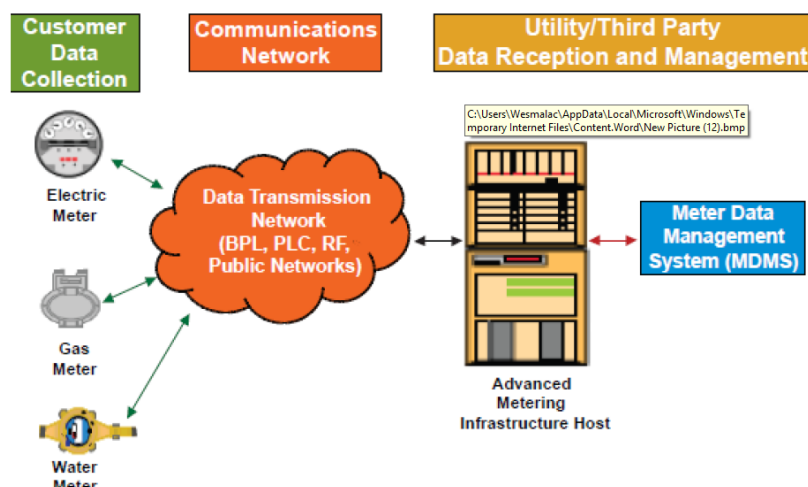 Customer
Data
Collection
Communications
Network
Utility/Third Party
Data Reception and Management
C:\Users\Wesmalac\AppData\Local\Microsoft\Windows\Te
mporary Internet Files\Content.Word\New Picture (12).bmp
Electric
Meter
Data Transmission
Network
(BPL, PLC, RF,
Public Networks)
Meter Data
Management
System (MDMS)
Gas
Meter
Advanced
Metering
Infrastructure Host
Water
Meter